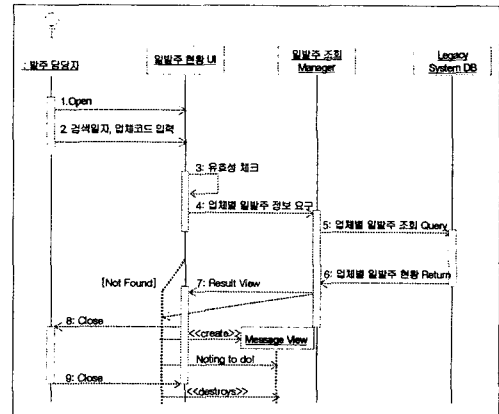 : 발주 담당자
일발주 현황 UI
일발주 조회
Manager
Legacy
System DB
1.Open
2. 검색일자, 업체코드 입력
3: 유효성 체크
4: 업체별 일발주 정보 요구
5: 업체별 일발주 조회 Query
6: 업체별 일발주 현황 Return
[Not Found]
7: Result View
8: Close
<<create>>
Message View
Noting to do!
9: Close
<<destroys>>